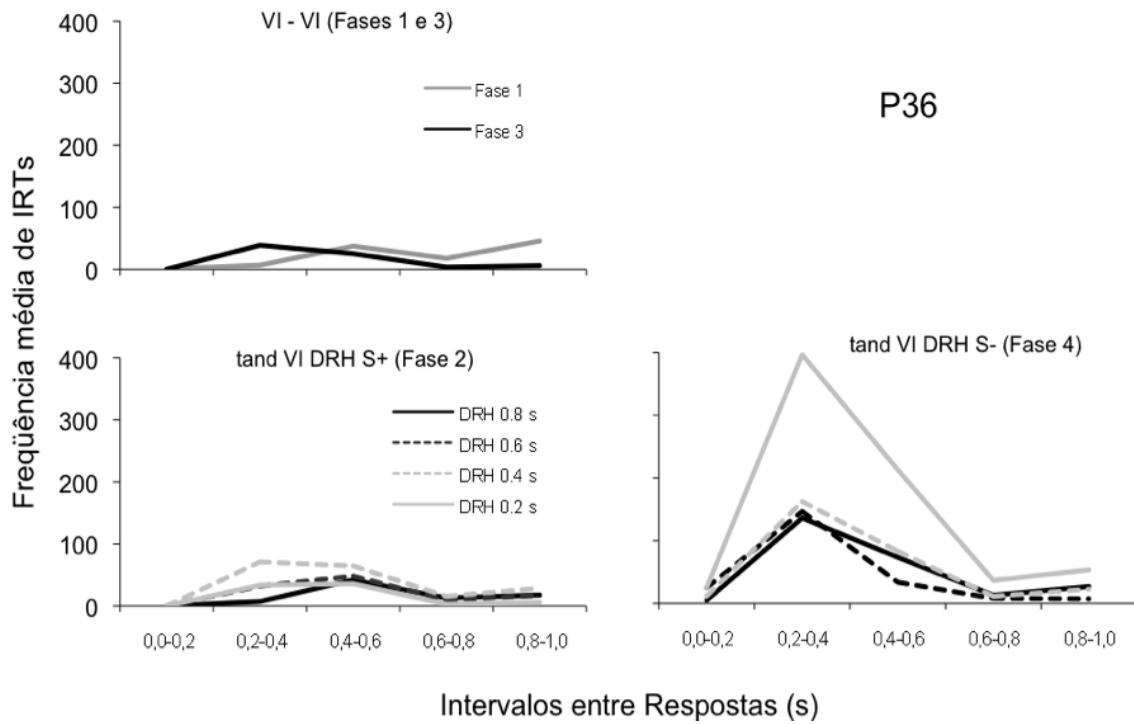 VI - VI (Fases 1 e 3)
400
300
200
100
0
Fase 1
Fase 3
P36
Freqüência média de IRTs
tand VI DRH S+ (Fase 2)
400
300
200
100
0
DRH 0.8 s
DRH 0.6 s
DRH 0.4 s
DRH 0.2 s
0,0-0,2
0,2-0,4
0,4-0,6
0,6-0,8
0,8-1,0
tand VI DRH S- (Fase 4)
0,0-0,2
0,2-0,4
0,4-0,6
0,6-0,8
0,8-1,0
Intervalos entre Respostas (s)